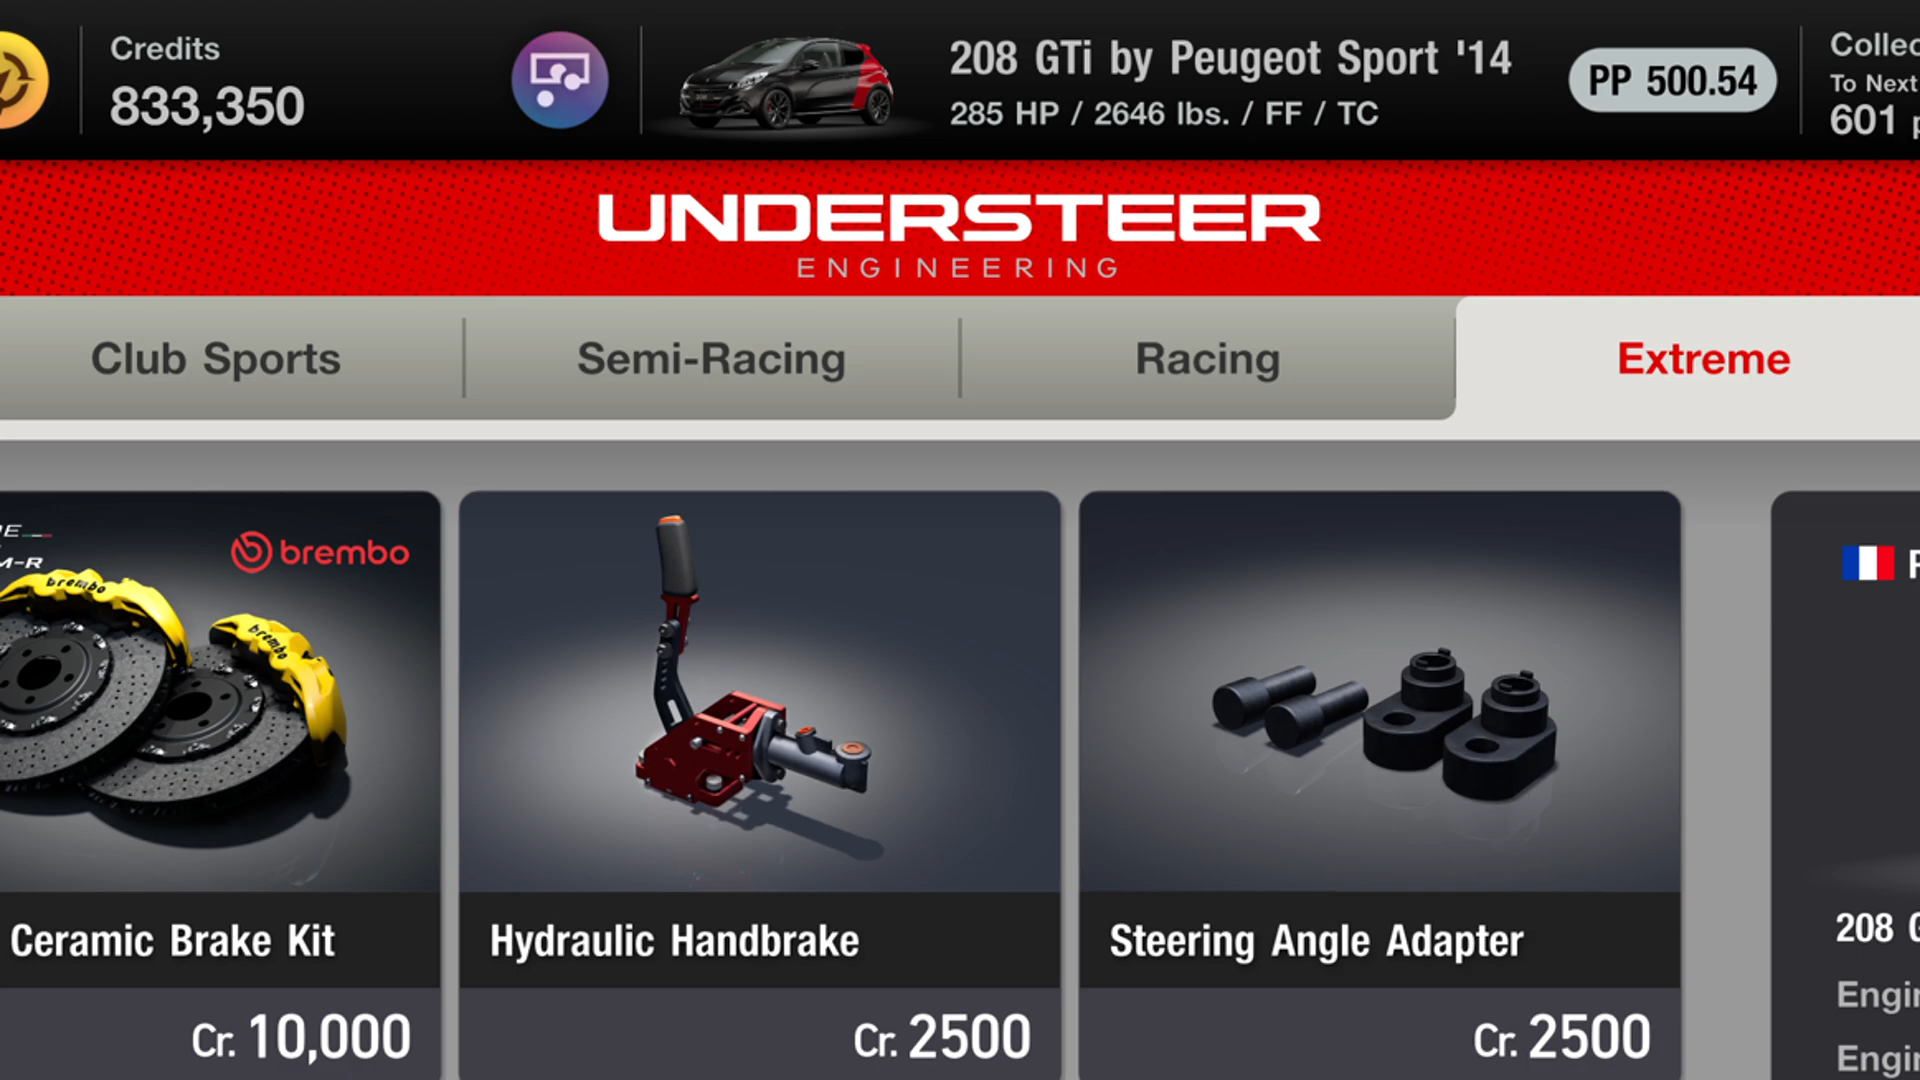 Credits
833,350
208 GTi by Peugeot Sport '14
285 HP / 2646 lbs. / FF / TC
PP 500.54
To Next
601
UNDERSTEER
ENGINEERING
Club Sports
Semi-Racing
Racing
Extreme
M-R
brembo
brembo
brembo
Ceramic Brake Kit
Cr. 10,000
Hydraulic Handbrake
Cr. 2500
Steering Angle Adapter
Cr. 2500
208